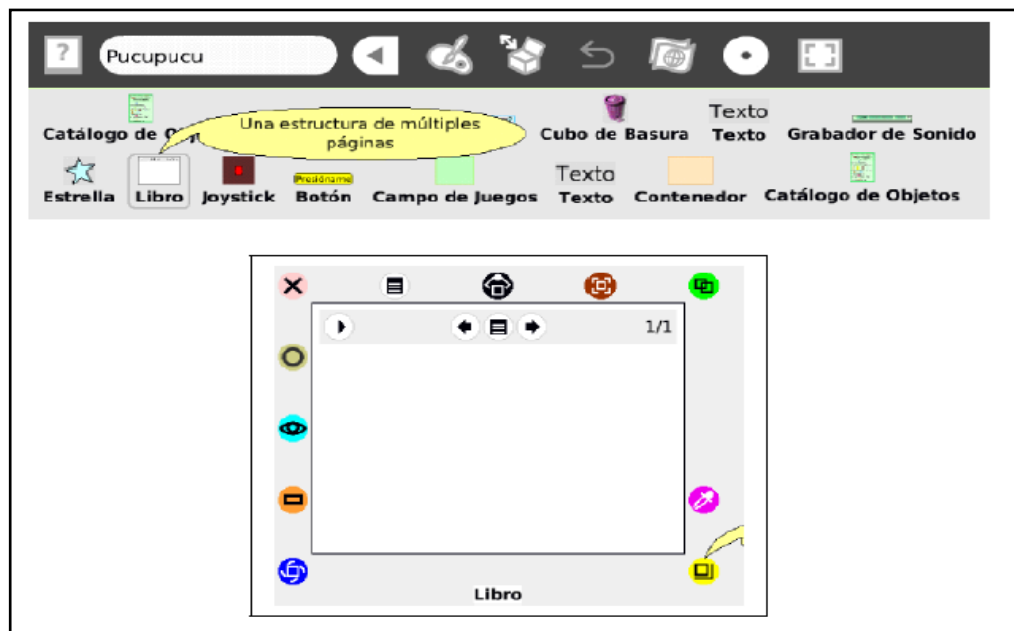 ?
Pucupucu
Catálogo de
Una estructura de múltiples
páginas
Cubo de Basura
Texto
Texto
Grabador de Sonido
Estrella
Libro
Joystick
Presióname
Botón
Campo de Juegos
Texto
Texto
Contenedor
Catálogo de Objetos
1/1
Libro